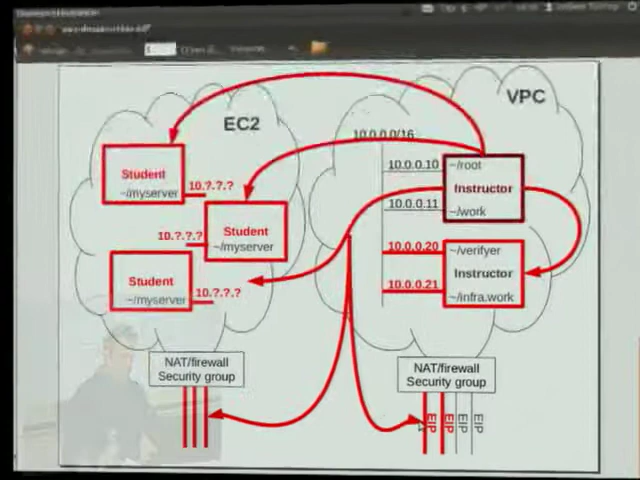 EC2
VPC
10.0.0.0/16
Student
~/myserver
10.?.?.?
Student
~/myserver
10.?.?.?
Student
~/myserver
10.?.?.?
10.0.0.10
~/root
Instructor
10.0.0.11
~/work
10.0.0.20
~/verifyer
Instructor
10.0.0.21
~/infra.work
NAT/firewall
Security group
NAT/firewall
Security group
EIP
EIP
EIP
EIP